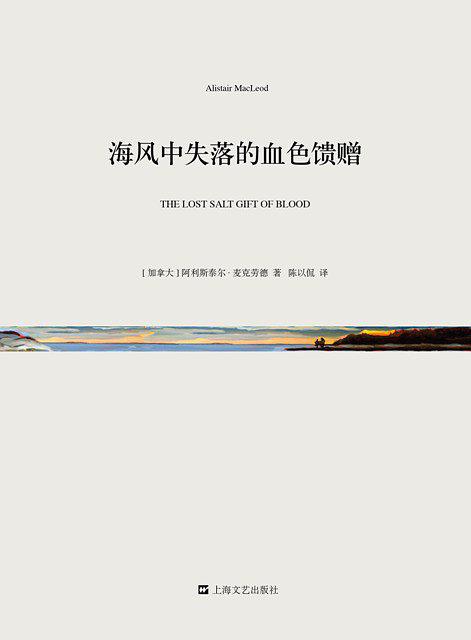 Alistair MacLeod
海风中失落的血色馈赠
THE LOST SALT GIFT OF BLOOD
[ 加拿大 ] 阿利斯泰尔 · 麦克劳德 著 陈以侃 译
上海文艺出版社